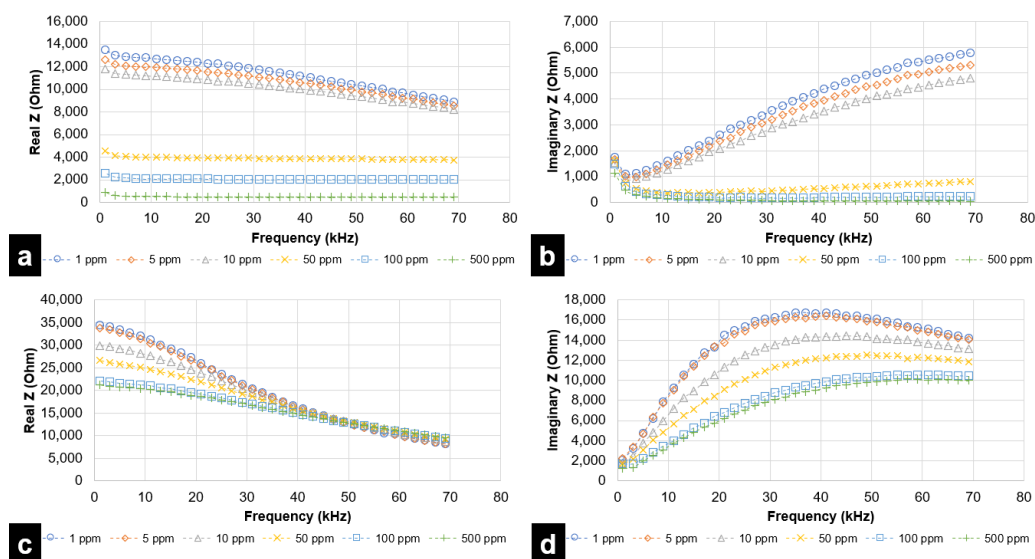 16,000
14,000
12,000
10,000
8,000
6,000
4,000
2,000
0
Real Z (Ohm)
0 10 20 30 40 50 60 70 80
Frequency (kHz)
a
1 ppm 5 ppm 10 ppm 50 ppm 100 ppm 500 ppm
7,000
6,000
5,000
4,000
3,000
2,000
1,000
0
Imaginary Z (Ohm)
0 10 20 30 40 50 60 70 80
Frequency (kHz)
b
1 ppm 5 ppm 10 ppm 50 ppm 100 ppm 500 ppm
40,000
35,000
30,000
25,000
20,000
15,000
10,000
5,000
Real Z (Ohm)
0 10 20 30 40 50 60 70 80
Frequency (kHz)
c
1 ppm 5 ppm 10 ppm 50 ppm 100 ppm 500 ppm
18,000
16,000
14,000
12,000
10,000
8,000
6,000
4,000
2,000
0
Imaginary Z (Ohm)
0 10 20 30 40 50 60 70 80
Frequency (kHz)
d
1 ppm 5 ppm 10 ppm 50 ppm 100 ppm 500 ppm